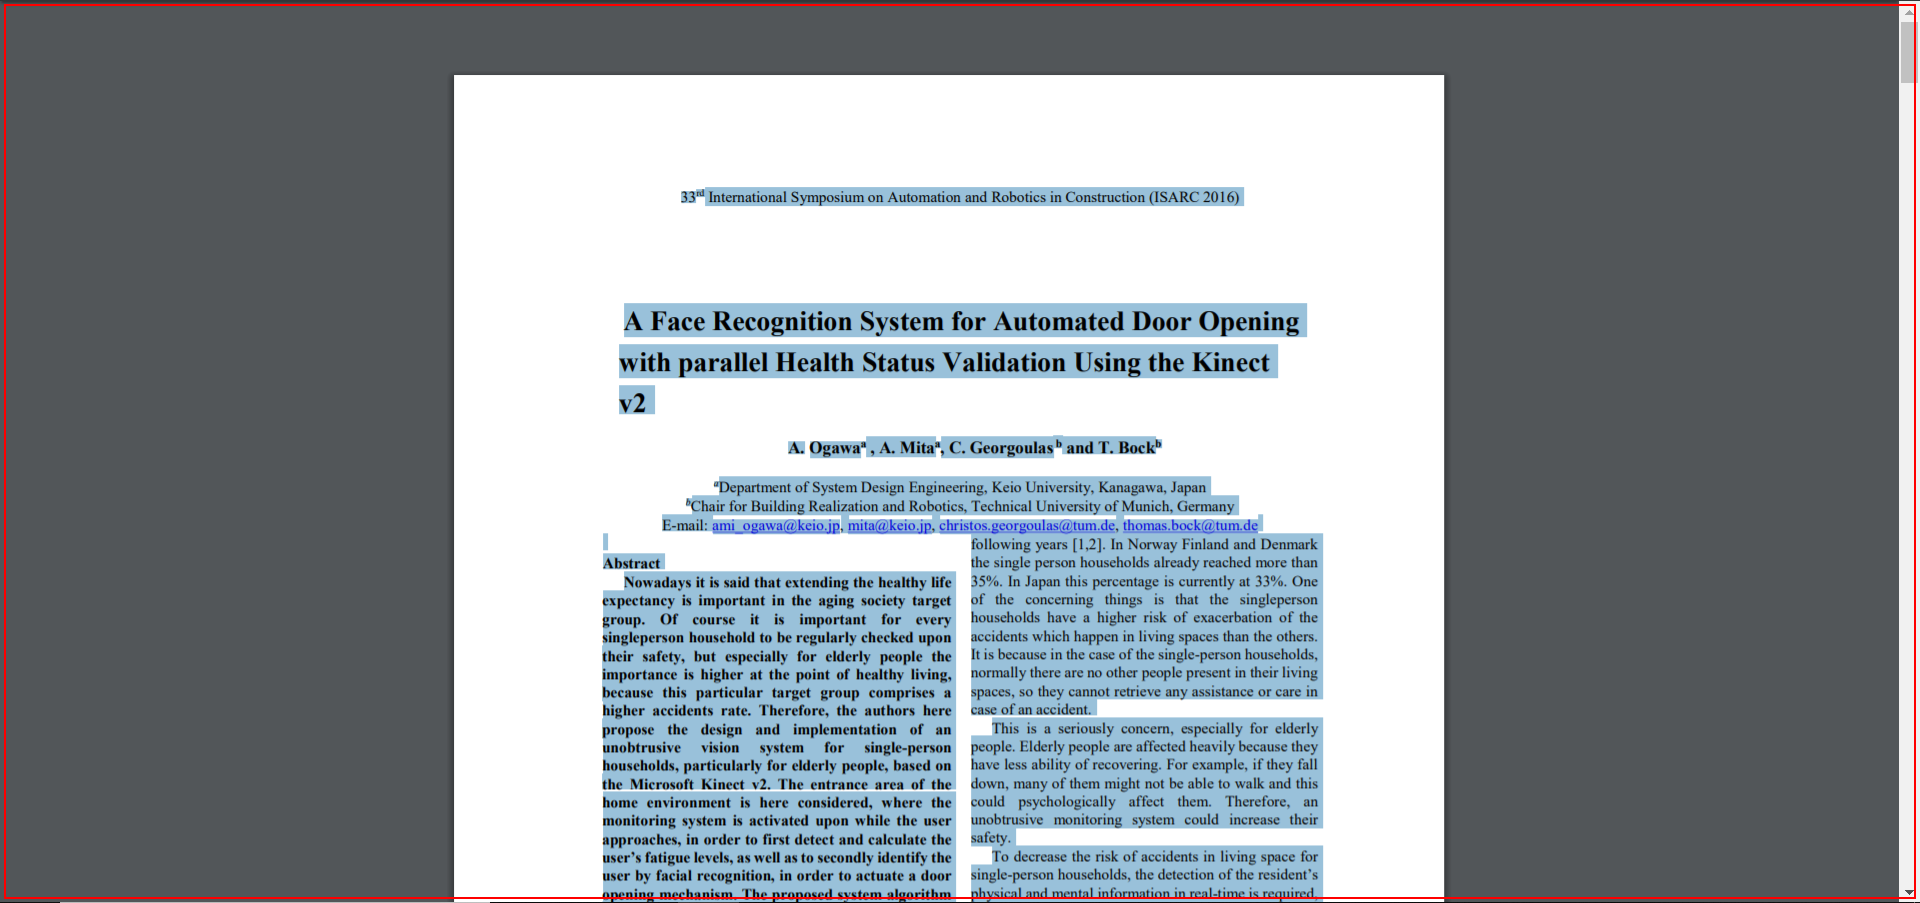 33rd International Symposium on Automation and Robotics in Construction (ISARC 2016)
A Face Recognition System for Automated Door Opening
with parallel Health Status Validation Using the Kinect
v2
A. Ogawaa , A. Mitaa, C. Georgoulas b and T. Bockb
aDepartment of System Design Engineering, Keio University, Kanagawa, Japan
bChair for Building Realization and Robotics, Technical University of Munich, Germany
E-mail: ami_ogawa@keio.jp, mita@keio.jp, christos.georgoulas@tum.de, thomas.bock@tum.de
Abstract
Nowadays it is said that extending the healthy life
expectancy is important in the aging society target
group. Of course it is important for every
singleperson household to be regularly checked upon
their safety, but especially for elderly people the
importance is higher at the point of healthy living,
because this particular target group comprises a
higher accidents rate. Therefore, the authors here
propose the design and implementation of an
unobtrusive vision system for single-person
households, particularly for elderly people, based on
the Microsoft Kinect v2. The entrance area of the
home environment is here considered, where the
monitoring system is activated upon while the user
approaches, in order to first detect and calculate the
user's fatigue levels, as well as to secondly identify the
user by facial recognition, in order to actuate a door
opening mechanism. The proposed system algorithm
following years [1,2]. In Norway Finland and Denmark
the single person households already reached more than
35%. In Japan this percentage is currently at 33%. One
of the concerning things is that the singleperson
households have a higher risk of exacerbation of the
accidents which happen in living spaces than the others.
It is because in the case of the single-person households,
normally there are no other people present in their living
spaces, so they cannot retrieve any assistance or care in
case of an accident.
This is a seriously concern, especially for elderly
people. Elderly people are affected heavily because they
have less ability of recovering. For example, if they fall
down, many of them might not be able to walk and this
could psychologically affect them. Therefore, an
unobtrusive monitoring system could increase their
safety.
To decrease the risk of accidents in living space for
single-person households, the detection of the resident's
physical and mental information in real-time is required.